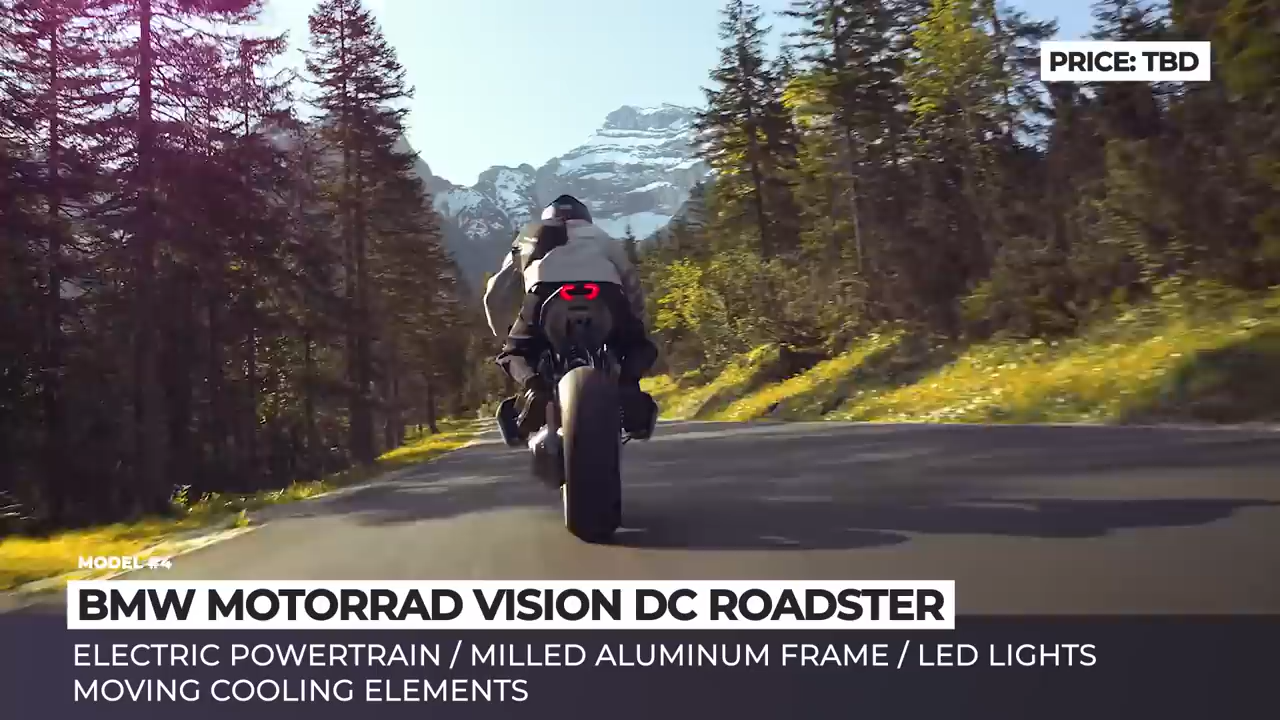 PRICE: TBD
MODEL #4
BMW MOTORRAD VISION DC ROADSTER
ELECTRIC POWERTRAIN / MILLED ALUMINUM FRAME / LED LIGHTS
MOVING COOLING ELEMENTS